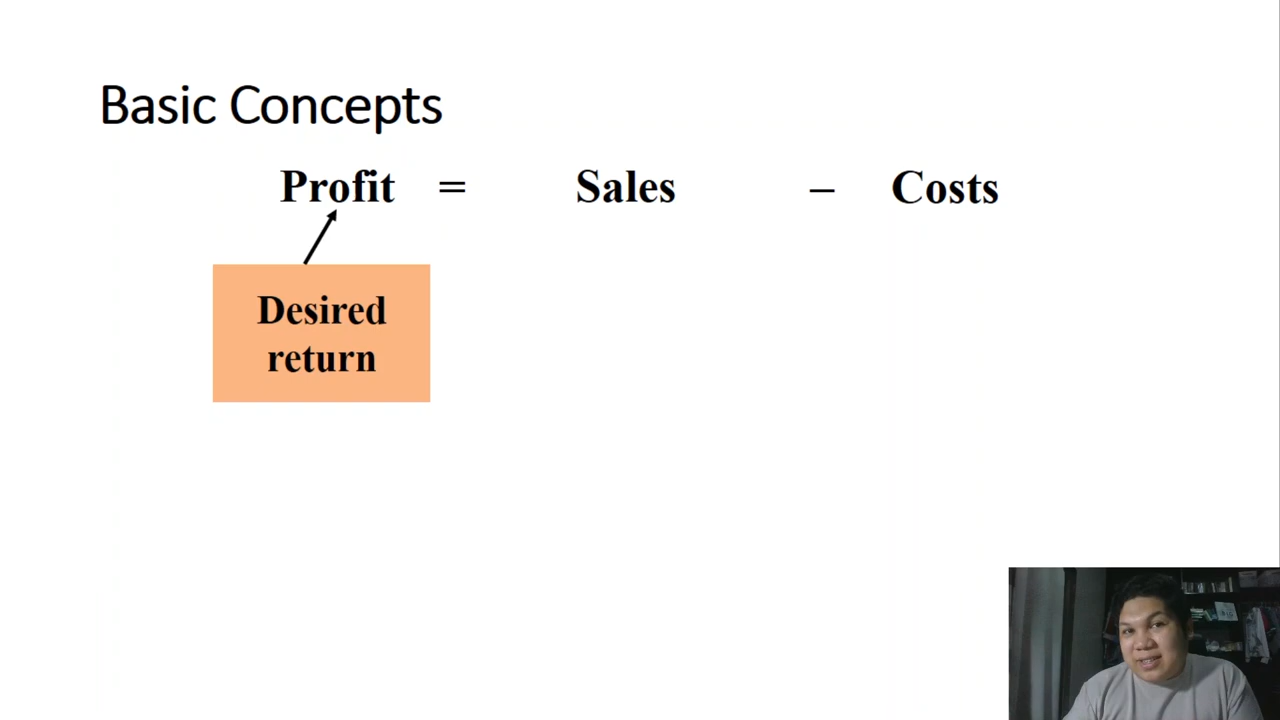 Basic Concepts
Profit = Sales – Costs
Desired
return